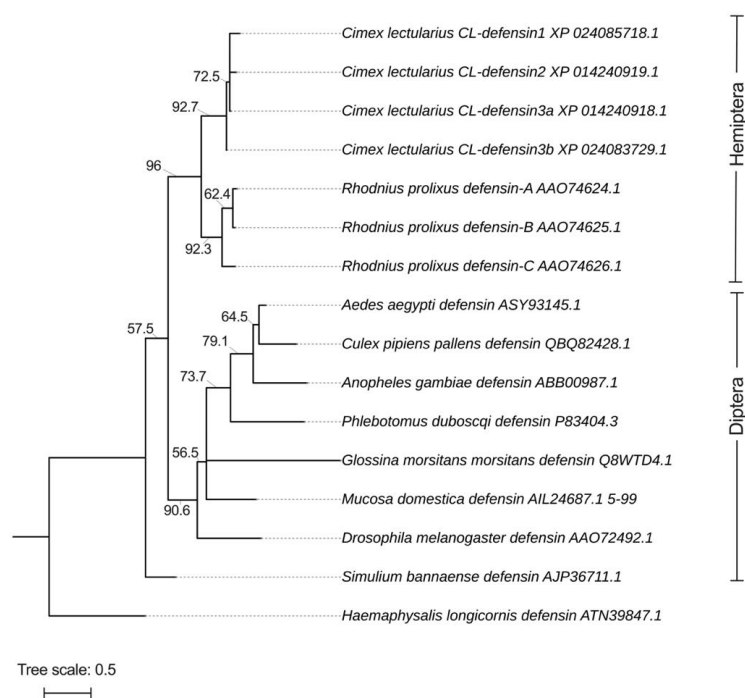 Cimex lectularius CL-defensin1 XP 024085718.1
72.5
Cimex lectularius CL-defensin2 XP 014240919.1
92.7
Cimex lectularius CL-defensin3a XP 014240918.1
Cimex lectularius CL-defensin3b XP 024083729.1
96
62.4
Rhodnius prolixus defensin-A AAO74624.1
Rhodnius prolixus defensin-B AAO74625.1
92.3
Rhodnius prolixus defensin-C AAO74626.1
Hemiptera
Aedes aegypti defensin ASY93145.1
64.5
57.5
79.1
Culex pipiens pallens defensin QBQ82428.1
73.7
Anopheles gambiae defensin ABB00987.1
Phlebotomus duboscqi defensin P83404.3
56.5
Glossina morsitans morsitans defensin Q8WTD4.1
Mucosa domestica defensin AIL24687.1 5-99
90.6
Drosophila melanogaster defensin AAO72492.1
Simulium bannaense defensin AJP36711.1
Diptera
Haemaphysalis longicornis defensin ATN39847.1
Tree scale: 0.5